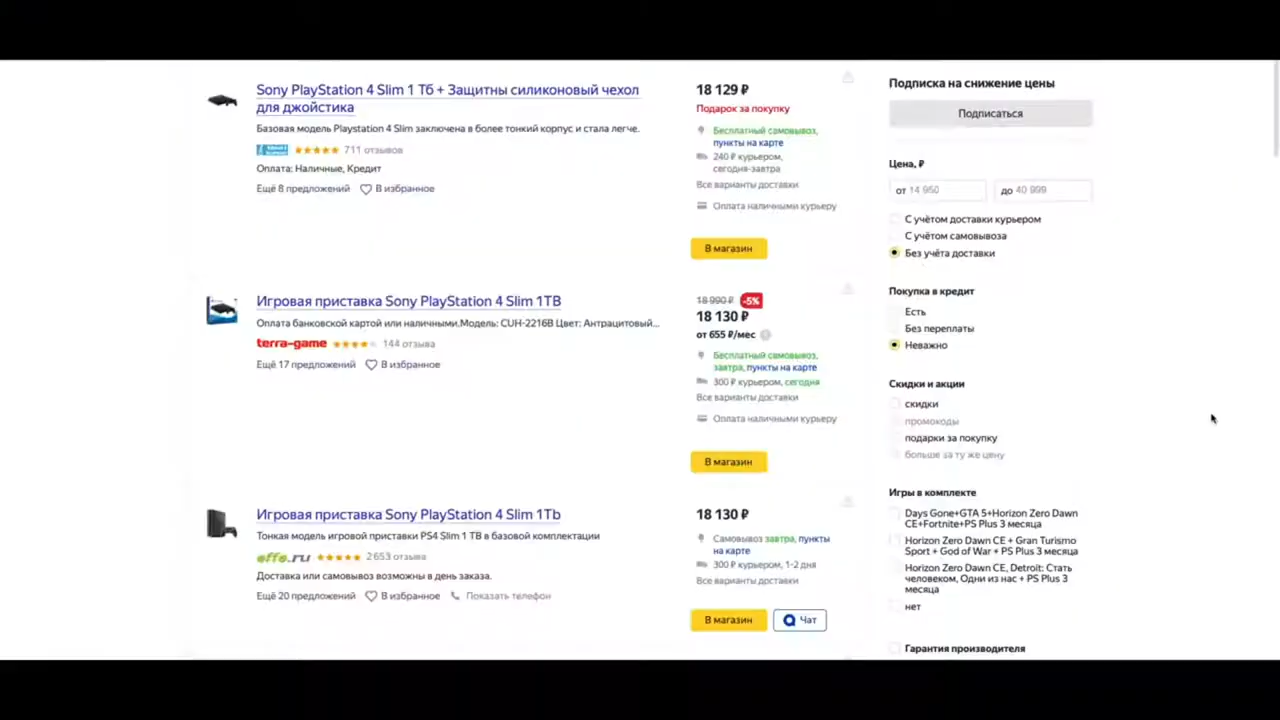 Sony PlayStation 4 Slim 1 Тб + Защитны силиконовый чехол
для джойстика
Базовая модель Playstation 4 Slim заключена в более тонкий корпус и стала легче.
711 отзывов
Оплата: Наличные, Кредит
Ещё 8 предложений
В избранное
18 129 ₽
Подарок за покупку
Бесплатный самовывоз,
пункты на карте
240 ₽ курьером,
сегодня-завтра
Все варианты доставки
Оплата наличными курьеру
В магазин
Игровая приставка Sony PlayStation 4 Slim 1TB
Оплата банковской картой или наличными.Модель: CUH-2216B Цвет: Антрацитовый...
terra-game
144 отзыва
Ещё 17 предложений
В избранное
18 990 ₽ -5%
18 130 ₽
от 655 ₽/мес
Бесплатный самовывоз,
завтра, пункты на карте
300 ₽ курьером, сегодня
Все варианты доставки
Оплата наличными курьеру
В магазин
Игровая приставка Sony PlayStation 4 Slim 1Tb
Тонкая модель игровой приставки PS4 Slim 1 ТВ в базовой комплектации
effe.ru
2 653 отзыва
Доставка или самовывоз возможны в день заказа.
Ещё 20 предложений
В избранное
Показать телефон
18 130 ₽
Самовывоз завтра, пункты
на карте
300 ₽ курьером, 1-2 дня
Все варианты доставки
В магазин
Чат
Подписка на снижение цены
Подписаться
Цена, ₽
от 14 950
до 40 999
С учётом доставки курьером
С учётом самовывоза
Без учёта доставки
Покупка в кредит
Есть
Без переплаты
Неважно
Скидки и акции
скидки
промокоды
подарки за покупку
больше за ту же цену
Игры в комплекте
Days Gone+GTA 5+Horizon Zero Dawn
CE+Fortnite+PS Plus 3 месяца
Horizon Zero Dawn CE + Gran Turismo
Sport + God of War + PS Plus 3 месяца
Horizon Zero Dawn CE, Detroit: Стать
человеком, Одни из нас + PS Plus 3
месяца
нет
Гарантия производителя